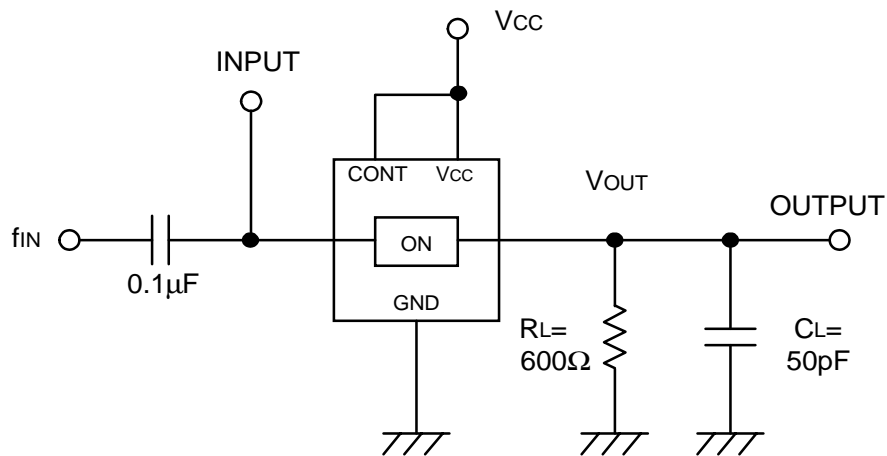 VCC
INPUT
CONT VCC
VOUT
OUTPUT
fIN
ON
0.1μF
GND
RL=
600Ω
CL=
50pF